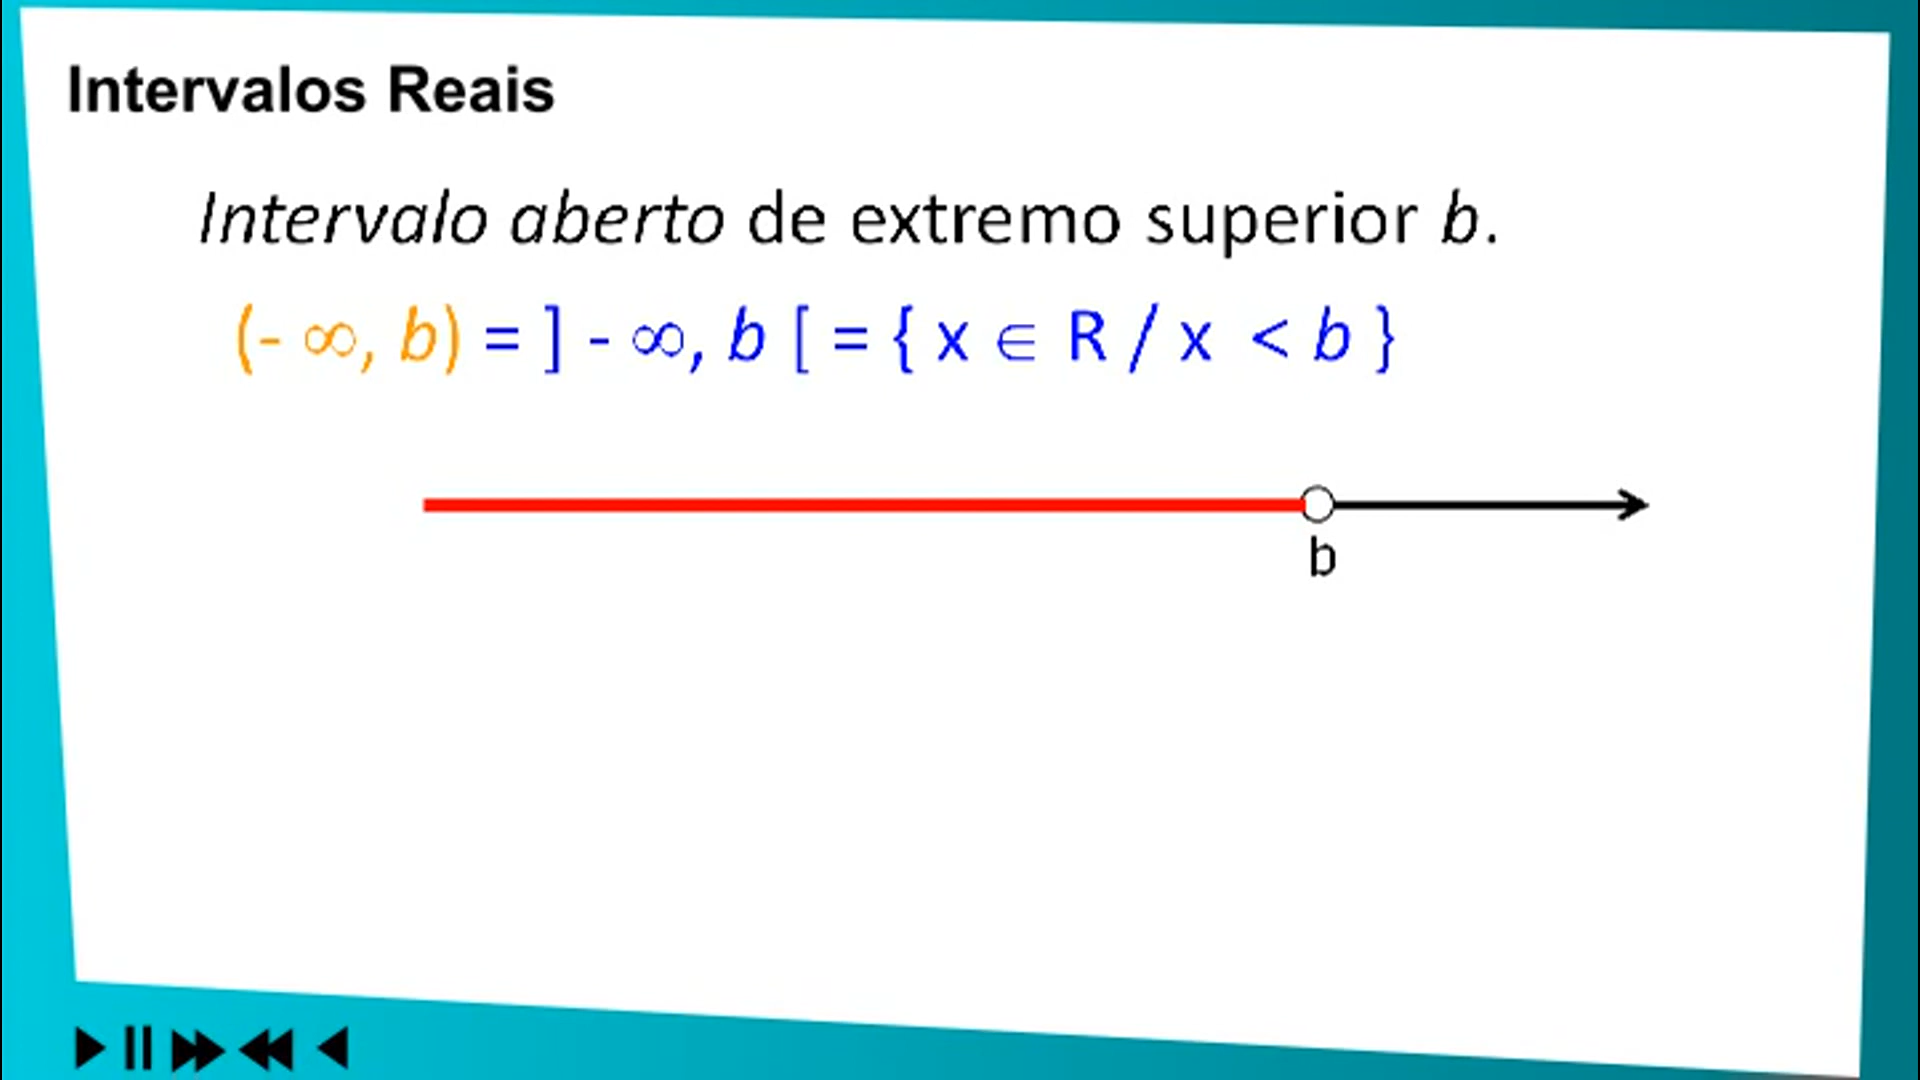 Intervalos Reais
Intervalo aberto de extremo superior b.
(- ∞, b) = ] - ∞, b [ = { x ∈ R / x < b }
b